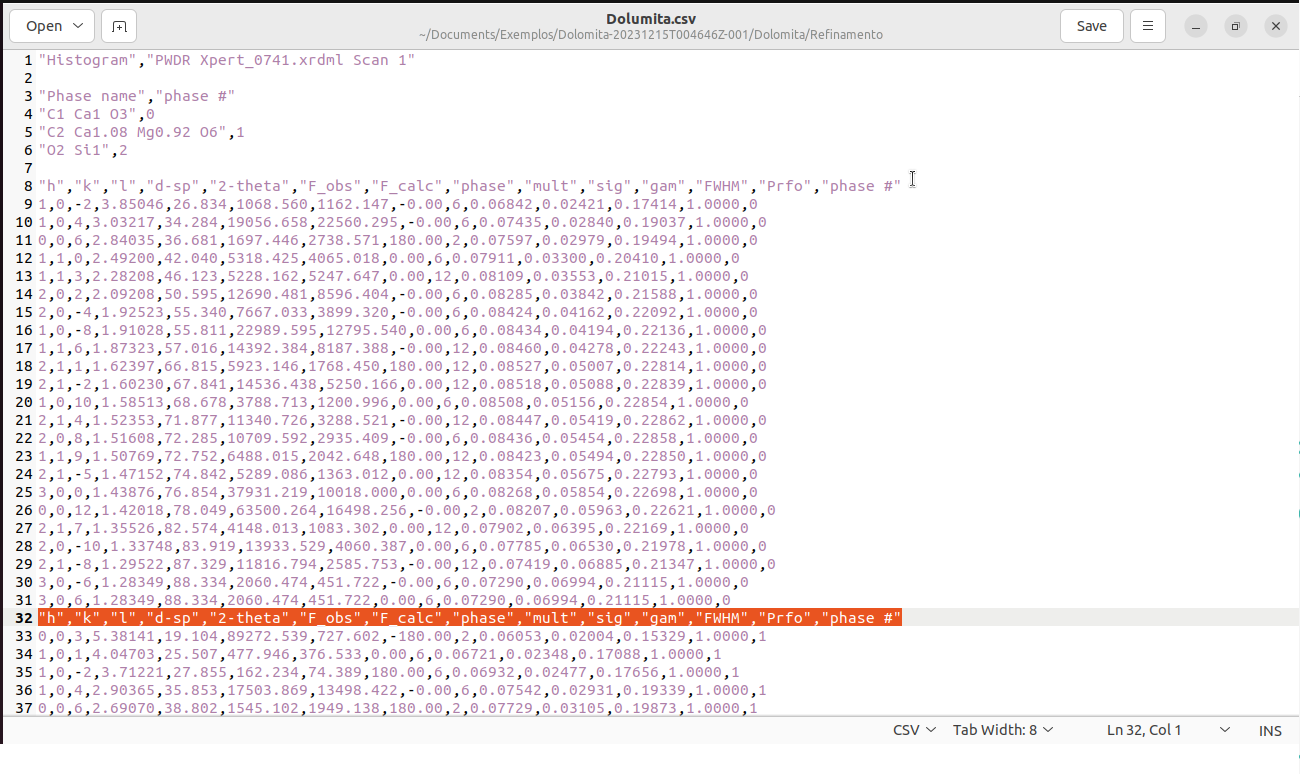 Open
Dolumita.csv
~/Documents/Exemplos/Dolomita-20231215T004646Z-001/Dolomita/Refinamento
Save
1 "Histogram","PWDR Xpert_0741.xrdml Scan 1"
2
3 "Phase name","phase #"
4 "C1 Ca1 O3",0
5 "C2 Ca1.08 Mg0.92 O6",1
6 "O2 Si1",2
7
8 "h","k","l","d-sp","2-theta","F_obs","F_calc","phase","mult","sig","gam","FWHM","Prfo","phase #"
9 1,0,-2,3.85046,26.834,1068.560,1162.147,-0.00,6,0.06842,0.02421,0.17414,1.0000,0
10 1,0,4,3.03217,34.284,19056.658,22560.295,-0.00,6,0.07435,0.02840,0.19037,1.0000,0
11 0,0,6,2.84035,36.681,1697.446,2738.571,180.00,2,0.07597,0.02979,0.19494,1.0000,0
12 1,1,0,2.49200,42.040,5318.425,4065.018,0.00,6,0.07911,0.03300,0.20410,1.0000,0
13 1,1,3,2.28208,46.123,5228.162,5247.647,0.00,12,0.08109,0.03553,0.21015,1.0000,0
14 2,0,2,2.09208,50.595,12690.481,8596.404,-0.00,6,0.08285,0.03842,0.21588,1.0000,0
15 2,0,-4,1.92523,55.340,7667.033,3899.320,-0.00,6,0.08424,0.04162,0.22092,1.0000,0
16 1,0,-8,1.91028,55.811,22989.595,12795.540,0.00,6,0.08434,0.04194,0.22136,1.0000,0
17 1,1,6,1.87323,57.016,14392.384,8187.388,-0.00,12,0.08460,0.04278,0.22243,1.0000,0
18 2,1,1,1.62397,66.815,5923.146,1768.450,180.00,12,0.08527,0.05007,0.22814,1.0000,0
19 2,1,-2,1.60230,67.841,14536.438,5250.166,0.00,12,0.08518,0.05088,0.22839,1.0000,0
20 1,0,10,1.58513,68.678,3788.713,1200.996,0.00,6,0.08508,0.05156,0.22854,1.0000,0
21 2,1,4,1.52353,71.877,11340.726,3288.521,-0.00,12,0.08447,0.05419,0.22862,1.0000,0
22 2,0,8,1.51608,72.285,10709.592,2935.409,-0.00,6,0.08436,0.05454,0.22858,1.0000,0
23 1,1,9,1.50769,72.752,6488.015,2042.648,180.00,12,0.08423,0.05494,0.22850,1.0000,0
24 2,1,-5,1.47152,74.842,5289.086,1363.012,0.00,12,0.08354,0.05675,0.22793,1.0000,0
25 3,0,0,1.43876,76.854,37931.219,10018.000,0.00,6,0.08268,0.05854,0.22698,1.0000,0
26 0,0,12,1.42018,78.049,63500.264,16498.256,-0.00,2,0.08207,0.05963,0.22621,1.0000,0
27 2,1,7,1.35526,82.574,4148.013,1083.302,0.00,12,0.07902,0.06395,0.22169,1.0000,0
28 2,0,-10,1.33748,83.919,13933.529,4060.387,0.00,6,0.07785,0.06530,0.21978,1.0000,0
29 2,1,-8,1.29522,87.329,11816.794,2585.753,-0.00,12,0.07419,0.06885,0.21347,1.0000,0
30 3,0,-6,1.28349,88.334,2060.474,451.722,-0.00,6,0.07290,0.06994,0.21115,1.0000,0
31 3,0,6,1.28349,88.334,2060.474,451.722,0.00,6,0.07290,0.06994,0.21115,1.0000,0
32 "h","k","l","d-sp","2-theta","F_obs","F_calc","phase","mult","sig","gam","FWHM","Prfo","phase #"
33 0,0,3,5.38141,19.104,89272.539,727.602,-180.00,2,0.06053,0.02004,0.15329,1.0000,1
34 1,0,1,4.04703,25.507,477.946,376.533,0.00,6,0.06721,0.02348,0.17088,1.0000,1
35 1,0,-2,3.71221,27.855,162.234,74.389,180.00,6,0.06932,0.02477,0.17656,1.0000,1
36 1,0,4,2.90365,35.853,17503.869,13498.422,-0.00,6,0.07542,0.02931,0.19339,1.0000,1
37 0,0,6,2.69070,38.802,1545.102,1949.138,180.00,2,0.07729,0.03105,0.19873,1.0000,1
CSV Tab Width: 8 Ln 32, Col 1 INS